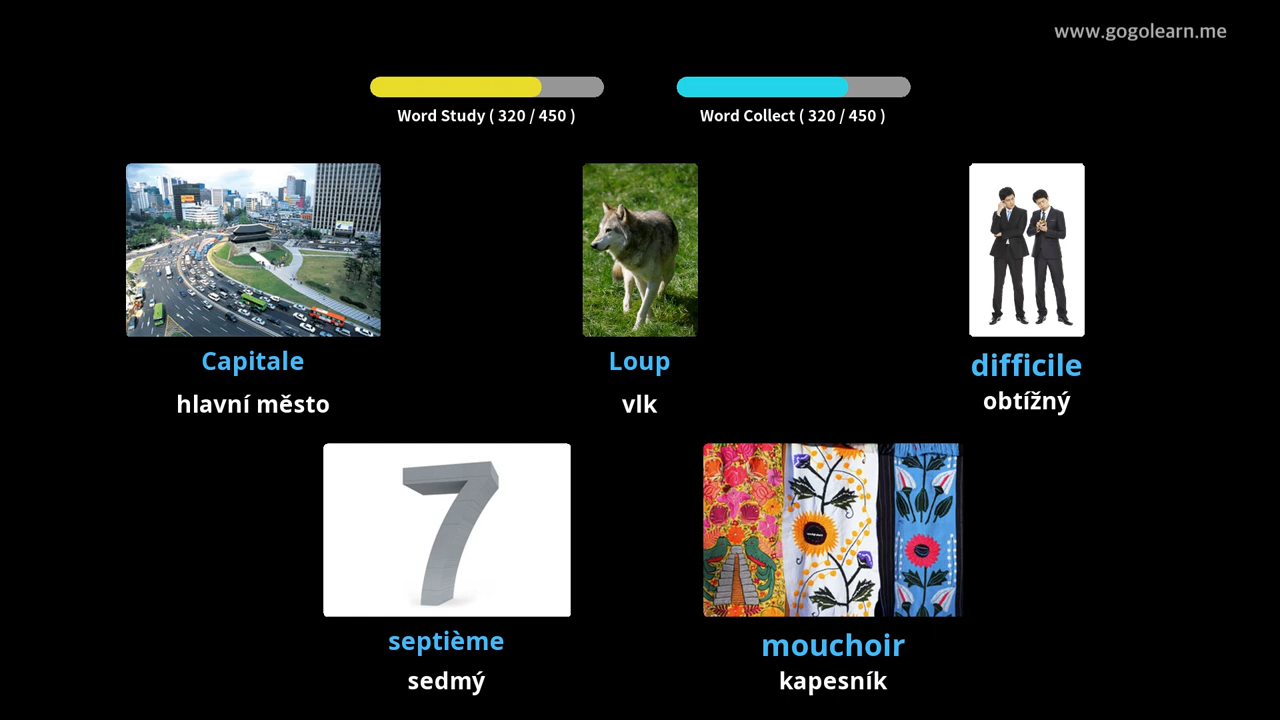 www.gogolearn.me
Word Study ( 320 / 450 )
Word Collect ( 320 / 450 )
Capitale
hlavní město
Loup
vlk
difficile
obtížný
7
septième
sedmý
mouchoir
kapesník